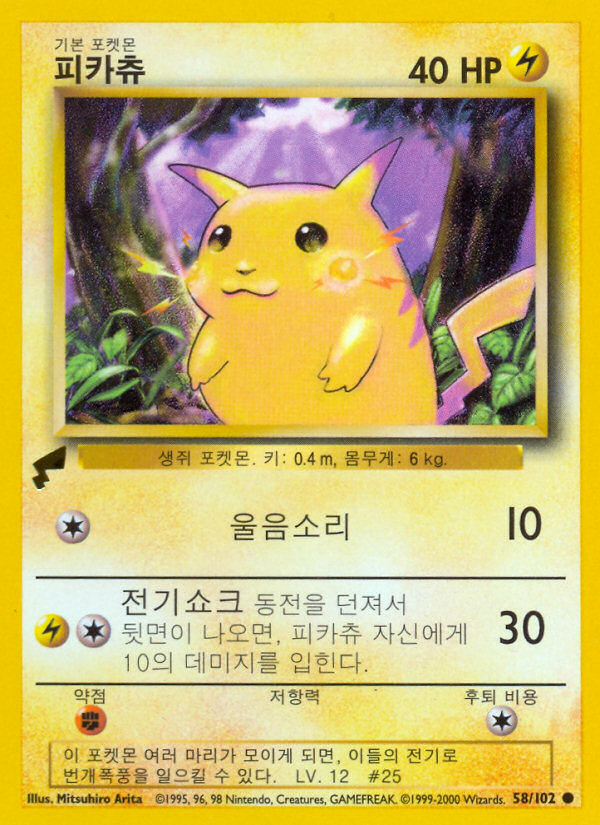 기본 포켓몬
피카츄 40 HP
생쥐 포켓몬. 키: 0.4 m, 몸무게: 6 kg.
울음소리 10
전기쇼크 동전을 던져서
뒷면이 나오면, 피카츄 자신에게 30
10의 데미지를 입힌다.
약점 저항력 후퇴 비용
이 포켓몬 여러 마리가 모이게 되면, 이들의 전기로
번개폭풍을 일으킬 수 있다. LV. 12 #25
Illus. Mitsuhiro Arita ©1995, 96, 98 Nintendo, Creatures, GAMEFREAK. ©1999-2000 Wizards. 58/102